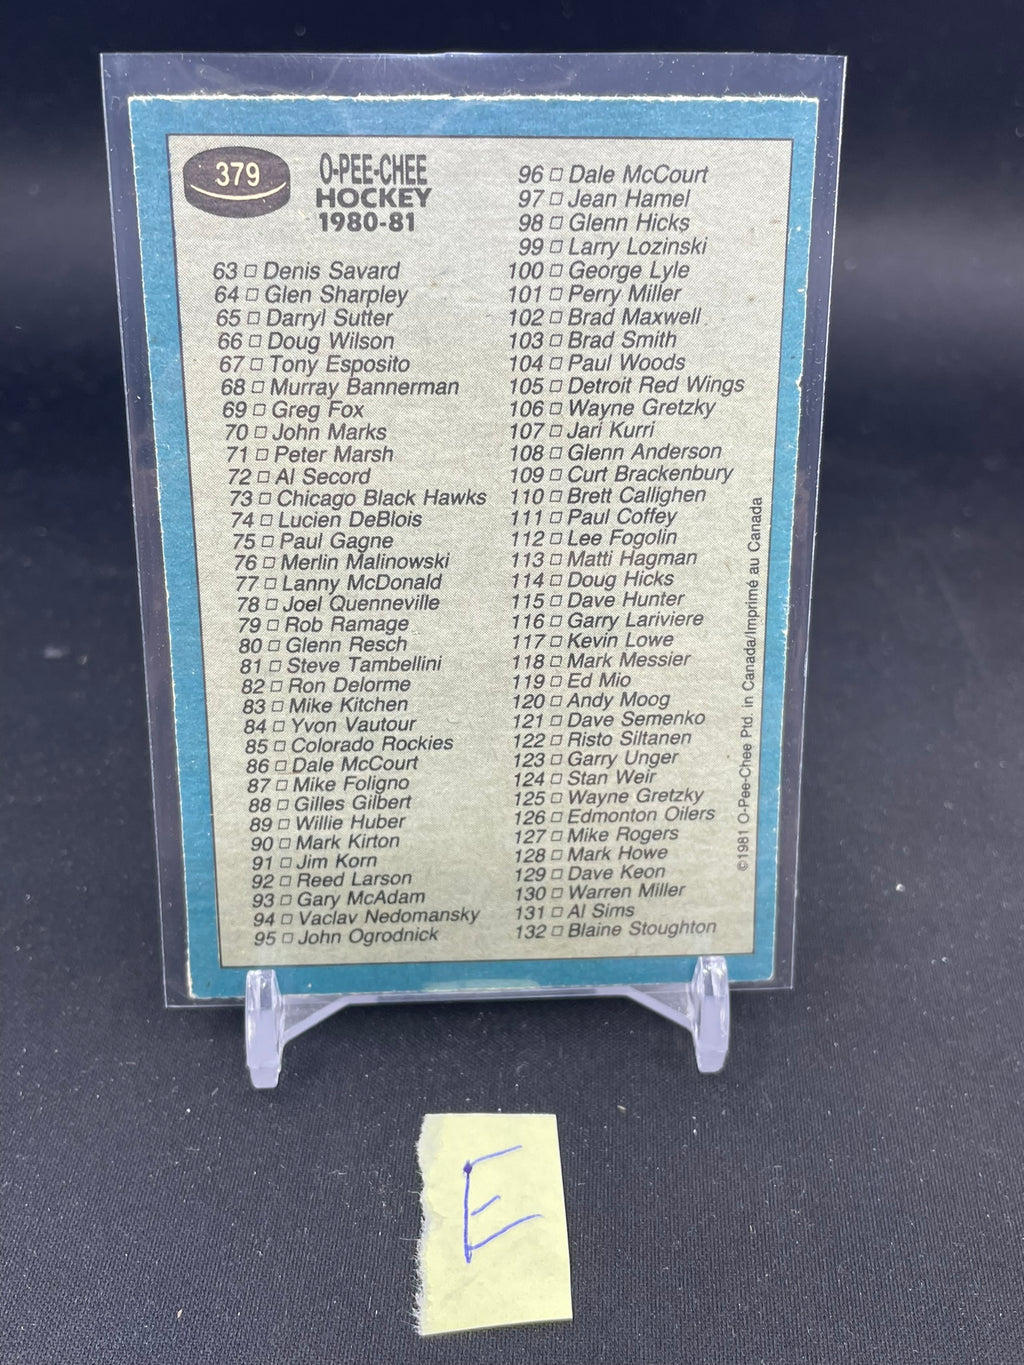 379
O-PEE-CHEE
HOCKEY
1980-81
63 □ Denis Savard
64 □ Glen Sharpley
65 □ Darryl Sutter
66 □ Doug Wilson
67 □ Tony Esposito
68 □ Murray Bannerman
69 □ Greg Fox
70 □ John Marks
71 □ Peter Marsh
72 □ Al Secord
73 □ Chicago Black Hawks
74 □ Lucien DeBlois
75 □ Paul Gagne
76 □ Merlin Malinowski
77 □ Lanny McDonald
78 □ Joel Quenneville
79 □ Rob Ramage
80 □ Glenn Resch
81 □ Steve Tambellini
82 □ Ron Delorme
83 □ Mike Kitchen
84 □ Yvon Vautour
85 □ Colorado Rockies
86 □ Dale McCourt
87 □ Mike Foligno
88 □ Gilles Gilbert
89 □ Willie Huber
90 □ Mark Kirton
91 □ Jim Korn
92 □ Reed Larson
93 □ Gary McAdam
94 □ Vaclav Nedomansky
95 □ John Ogrodnick
96 □ Dale McCourt
97 □ Jean Hamel
98 □ Glenn Hicks
99 □ Larry Lozinski
100 □ George Lyle
101 □ Perry Miller
102 □ Brad Maxwell
103 □ Brad Smith
104 □ Paul Woods
105 □ Detroit Red Wings
106 □ Wayne Gretzky
107 □ Jari Kurri
108 □ Glenn Anderson
109 □ Curt Brackenbury
110 □ Brett Callighen
111 □ Paul Coffey
112 □ Lee Fogolin
113 □ Matti Hagman
114 □ Doug Hicks
115 □ Dave Hunter
116 □ Garry Lariviere
117 □ Kevin Lowe
118 □ Mark Messier
119 □ Ed Mio
120 □ Andy Moog
121 □ Dave Semenko
122 □ Risto Siltanen
123 □ Garry Unger
124 □ Stan Weir
125 □ Wayne Gretzky
126 □ Edmonton Oilers
127 □ Mike Rogers
128 □ Mark Howe
129 □ Dave Keon
130 □ Warren Miller
131 □ Al Sims
132 □ Blaine Stoughton
©1981 O-Pee-Chee Ptd. in Canada/Imprimé au Canada
E